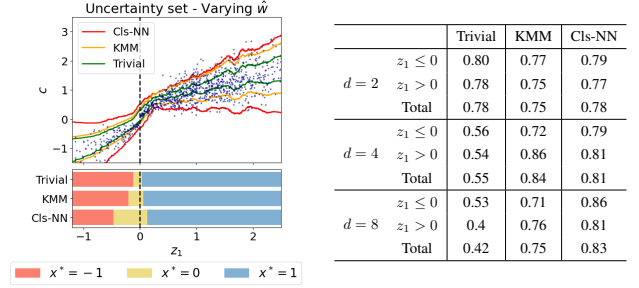 Uncertainty set - Varying ŵ
Cls-NN
KMM
Trivial
c
3
2
1
0
−1
Trivial
KMM
Cls-NN
−1 0 1 2
z₁
x* = −1 x* = 0 x* = 1
Trivial KMM Cls-NN
z₁ ≤ 0 0.80 0.77 0.79
d = 2 z₁ > 0 0.78 0.75 0.77
Total 0.78 0.75 0.78
z₁ ≤ 0 0.56 0.72 0.79
d = 4 z₁ > 0 0.54 0.86 0.81
Total 0.55 0.84 0.81
z₁ ≤ 0 0.53 0.71 0.86
d = 8 z₁ > 0 0.4 0.76 0.81
Total 0.42 0.75 0.83